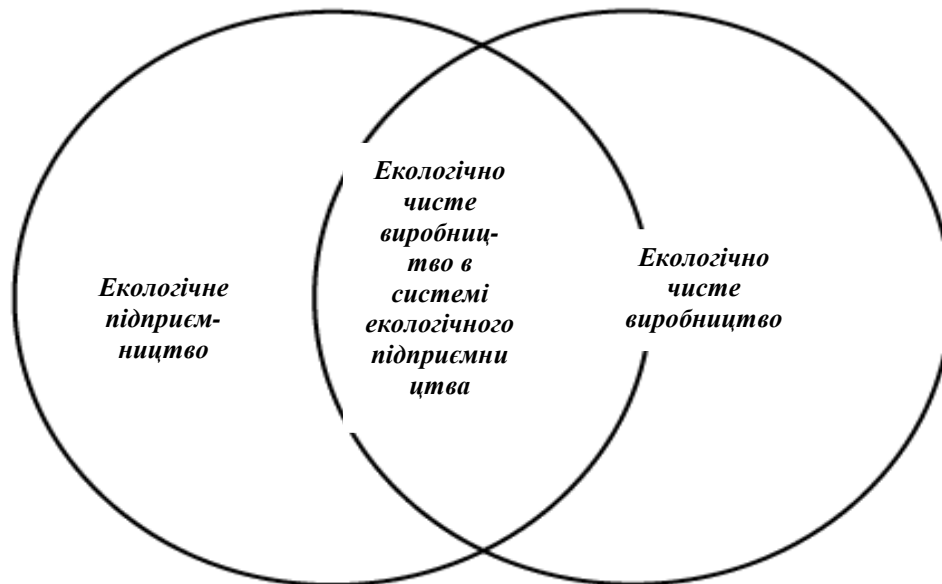 Екологічне
підприєм-
ництво
Екологічно
чисте
виробниц-
тво в
системі
екологічного
підприємни
цтва
Екологічно
чисте
виробництво